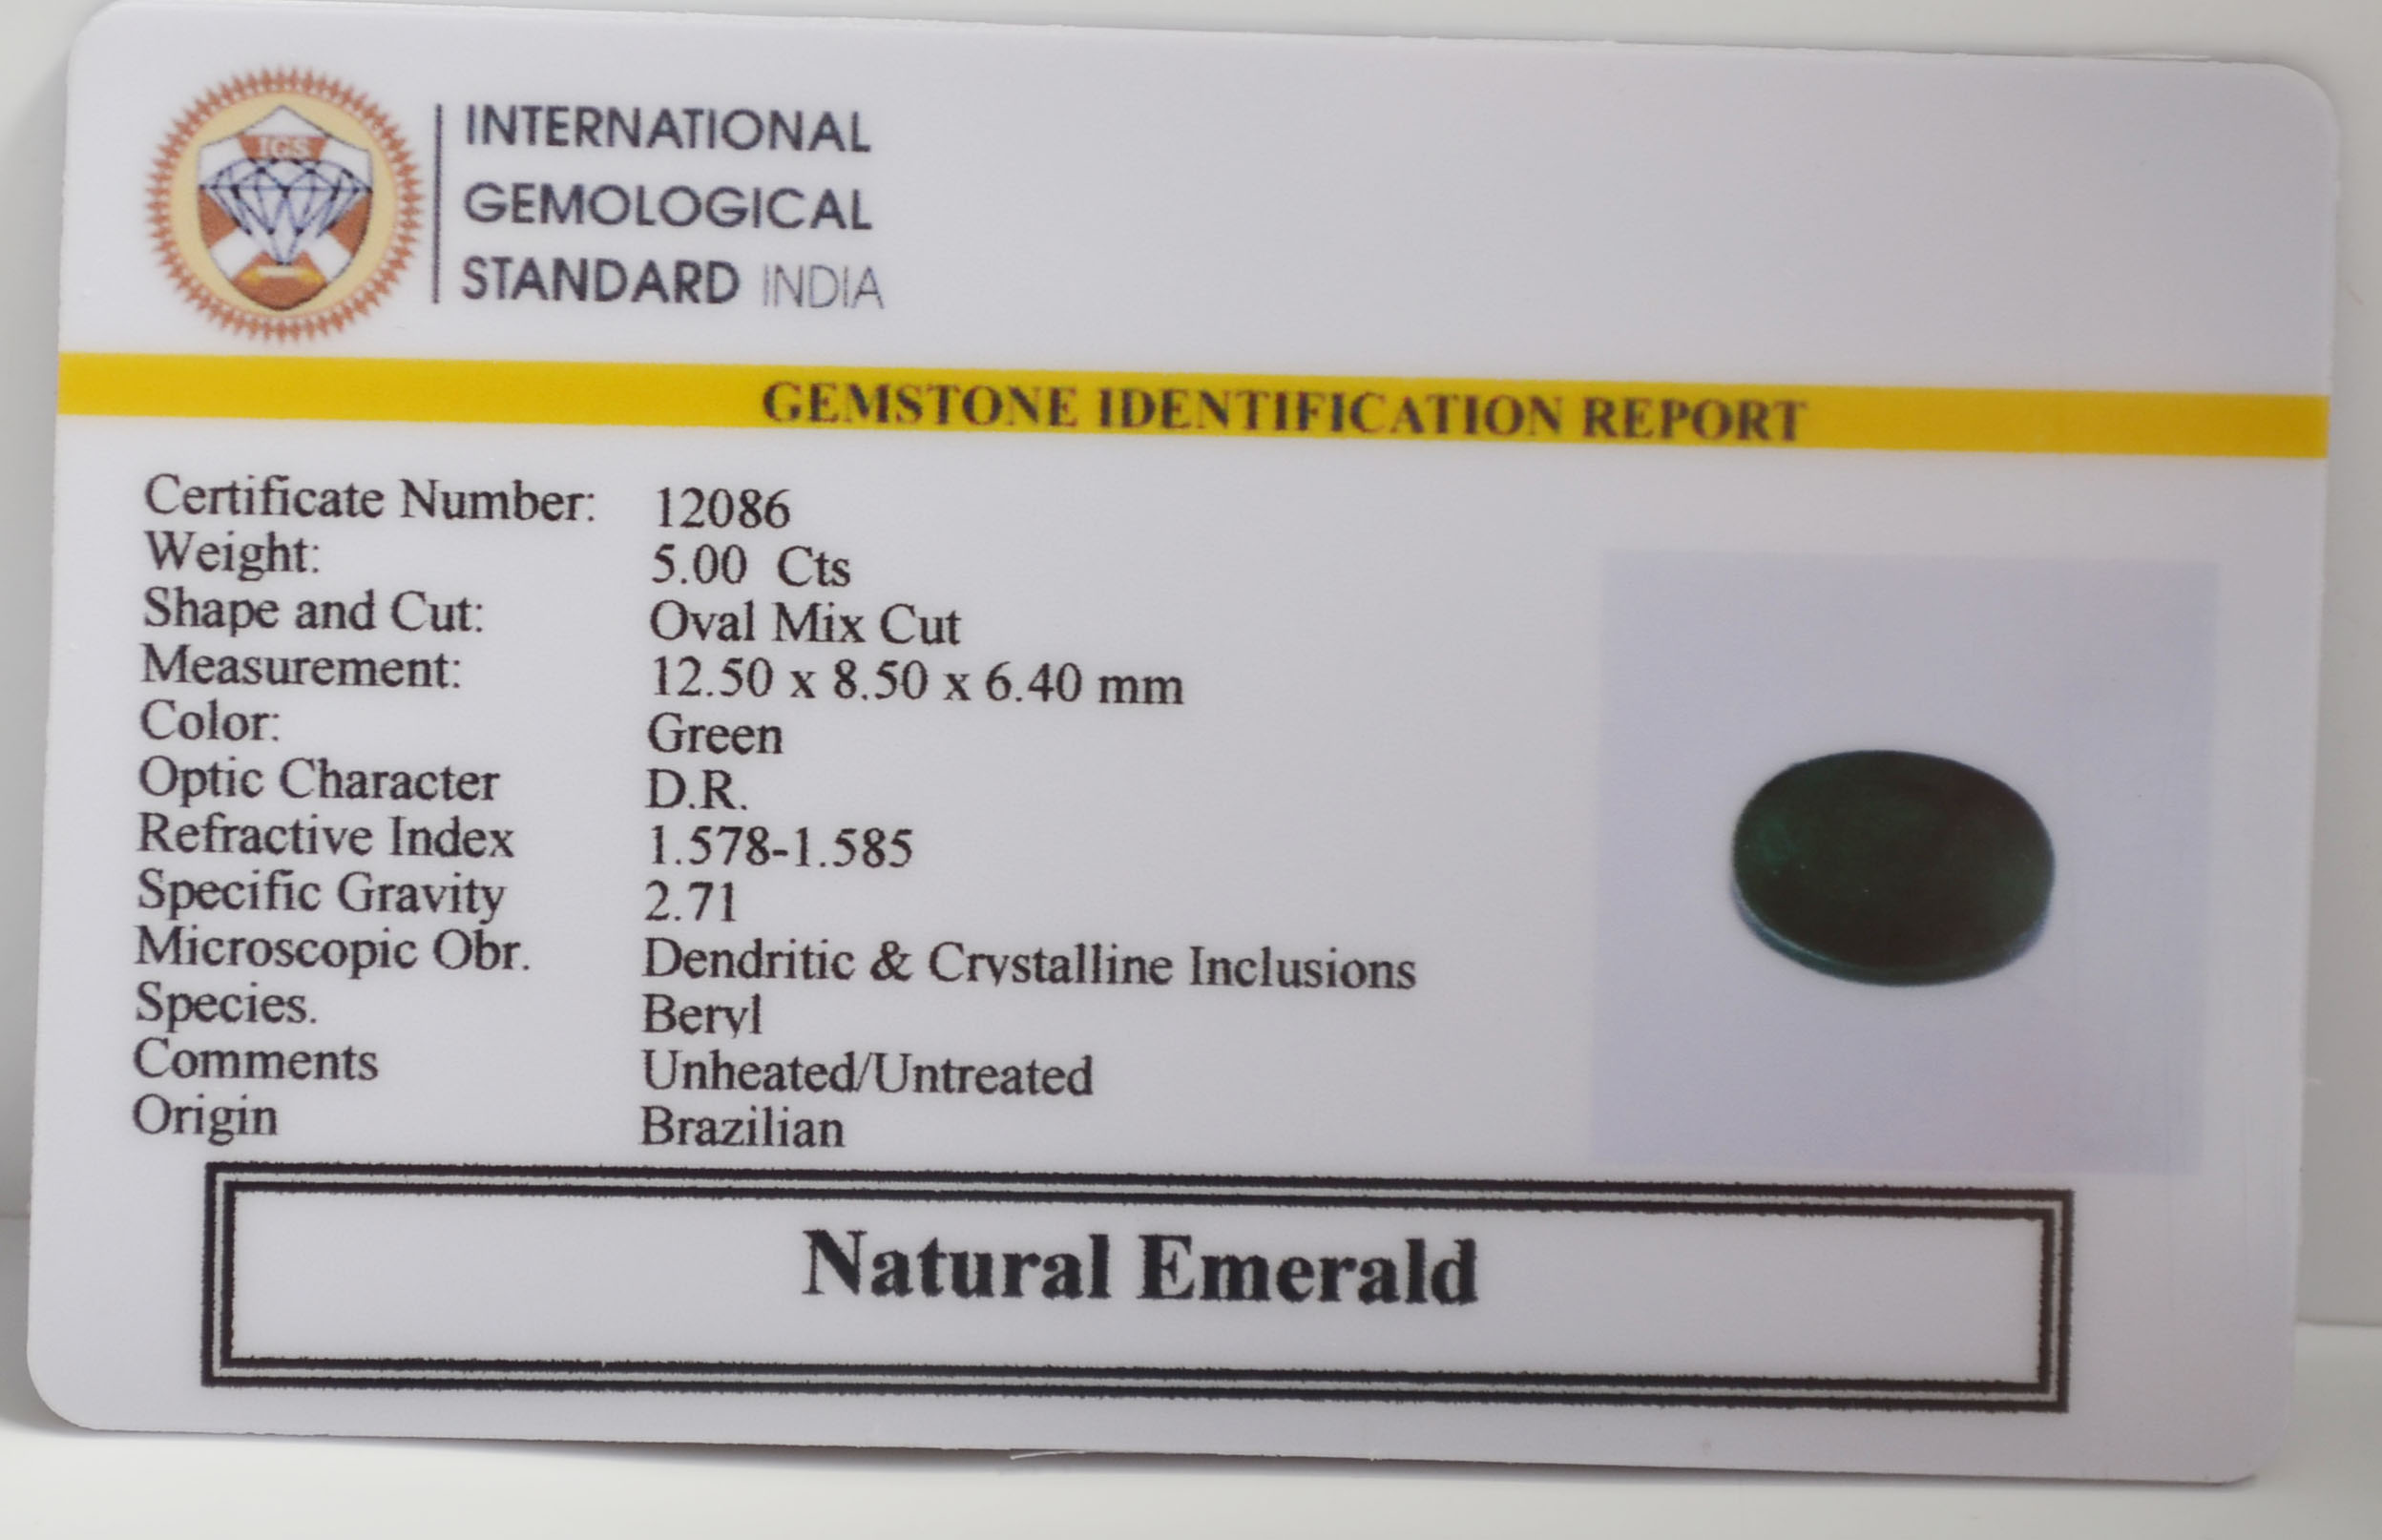 IGS
INTERNATIONAL
GEMOLOGICAL
STANDARD INDIA
GEMSTONE IDENTIFICATION REPORT
Certificate Number: 12086
Weight: 5.00 Cts
Shape and Cut: Oval Mix Cut
Measurement: 12.50 x 8.50 x 6.40 mm
Color: Green
Optic Character D.R.
Refractive Index 1.578-1.585
Specific Gravity 2.71
Microscopic Obr. Dendritic & Crystalline Inclusions
Species. Beryl
Comments Unheated/Untreated
Origin Brazilian
Natural Emerald